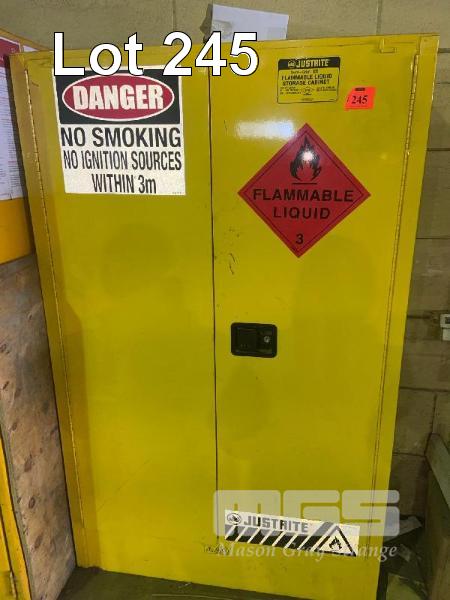 Lot 245
DANGER
NO SMOKING
NO IGNITION SOURCES
WITHIN 3m
JUSTRITE
FLAMMABLE LIQUID
STORAGE CABINET
245
FLAMMABLE
LIQUID
3
JUSTRITE
MGS
Mason Gray Strange